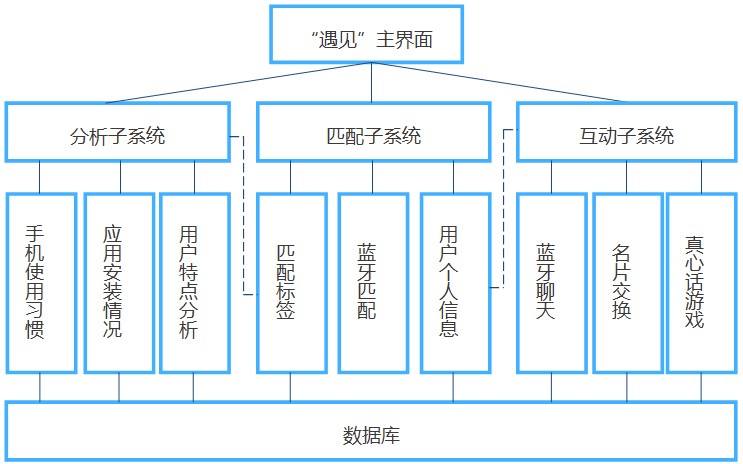 “遇见”主界面
分析子系统
匹配子系统
互动子系统
手机使用习惯
应用安装情况
用户特点分析
匹配标签
蓝牙匹配
用户个人信息
蓝牙聊天
名片交换
真心话游戏
数据库